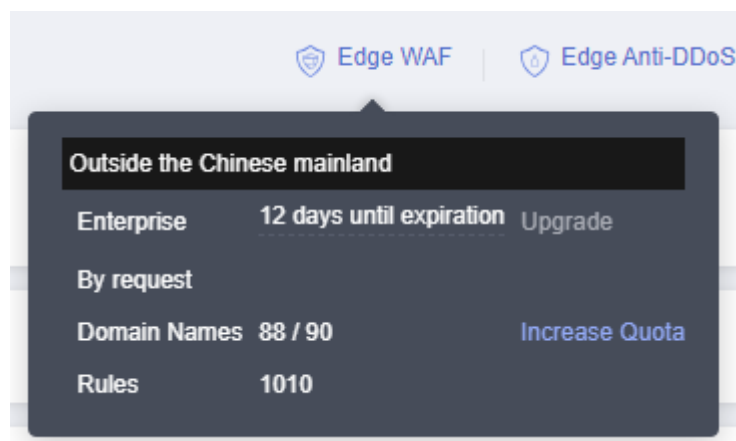 Edge WAF Edge Anti-DDoS
Outside the Chinese mainland
Enterprise 12 days until expiration Upgrade
By request
Domain Names 88 / 90 Increase Quota
Rules 1010